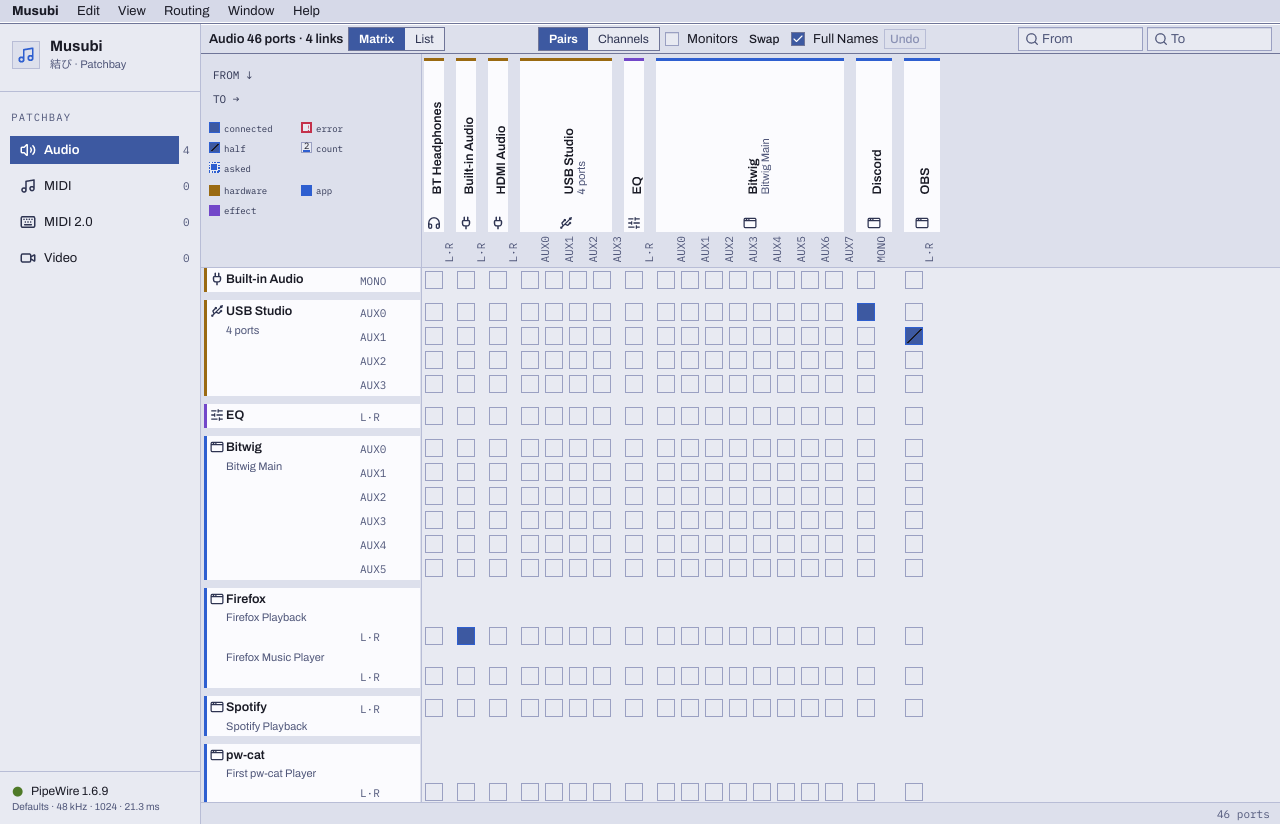 Musubi Edit View Routing Window Help
Musubi
結び · Patchbay
PATCHBAY
Audio 4
MIDI 0
MIDI 2.0 0
Video 0
PipeWire 1.6.9
Defaults · 48 kHz · 1024 · 21.3 ms
Audio 46 ports · 4 links Matrix List Pairs Channels Monitors Swap Full Names Undo From To
FROM ↓
TO →
connected error
half 2 count
asked
hardware app
effect
BT Headphones
Built-in Audio
HDMI Audio
USB Studio
4 ports
EQ
Bitwig
Bitwig Main
Discord
OBS
L·R L·R L·R AUX0 AUX1 AUX2 AUX3 L·R AUX0 AUX1 AUX2 AUX3 AUX4 AUX5 AUX6 AUX7 MONO L·R
Built-in Audio MONO
USB Studio AUX0
4 ports
AUX1
AUX2
AUX3
EQ L·R
Bitwig AUX0
Bitwig Main
AUX1
AUX2
AUX3
AUX4
AUX5
Firefox
Firefox Playback
L·R
Firefox Music Player
L·R
Spotify L·R
Spotify Playback
pw-cat
First pw-cat Player
L·R
46 ports